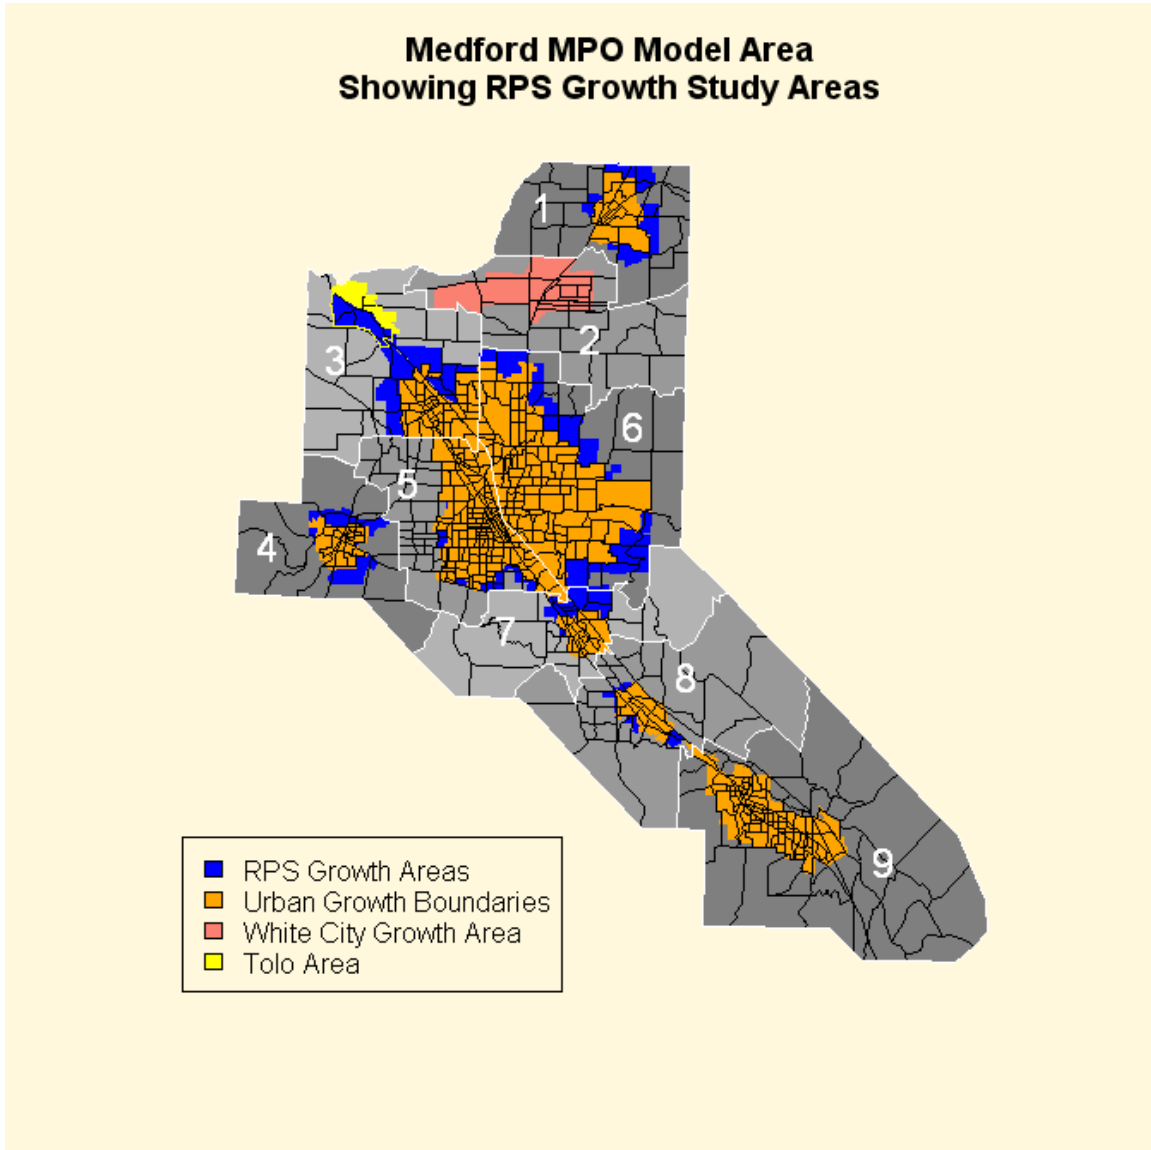 Medford MPO Model Area
Showing RPS Growth Study Areas
1
2
3
6
5
4
7
8
9
RPS Growth Areas
Urban Growth Boundaries
White City Growth Area
Tolo Area